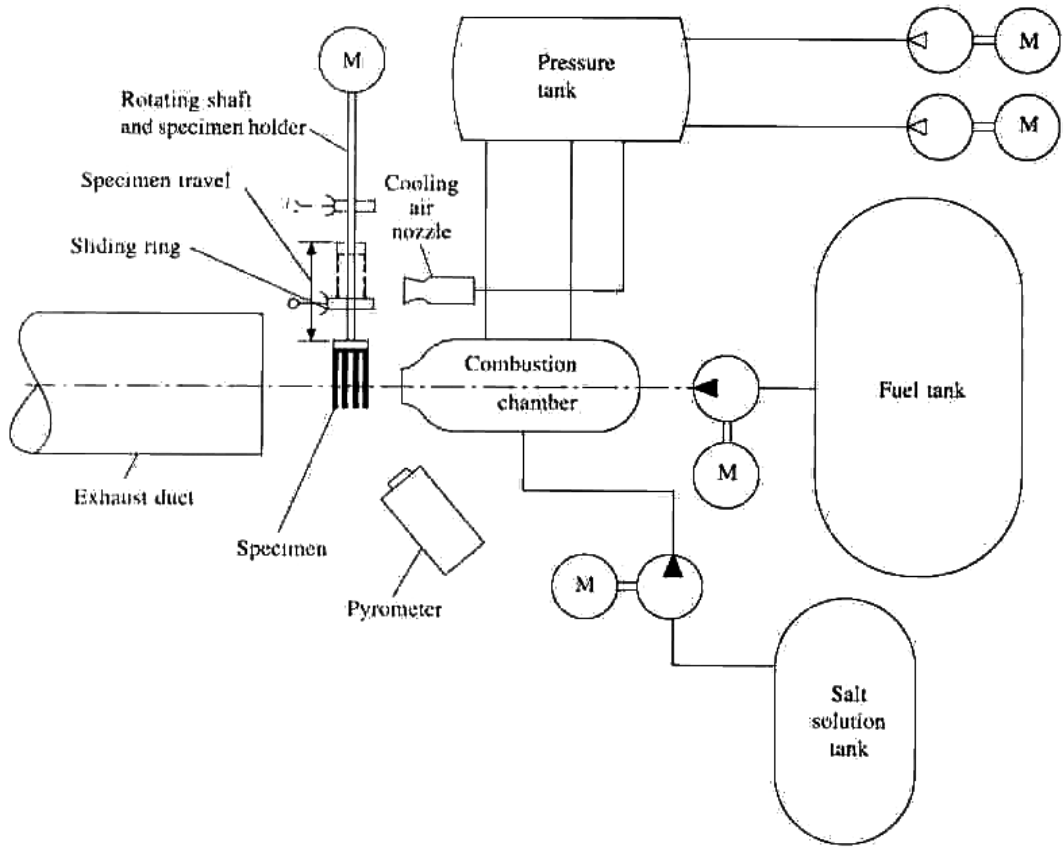 M
Rotating shaft
and specimen holder
Specimen travel
Sliding ring
Cooling
air
nozzle
Pressure
tank
M
M
Combustion
chamber
M
Fuel tank
Exhaust duct
Specimen
Pyrometer
M
Salt
solution
tank